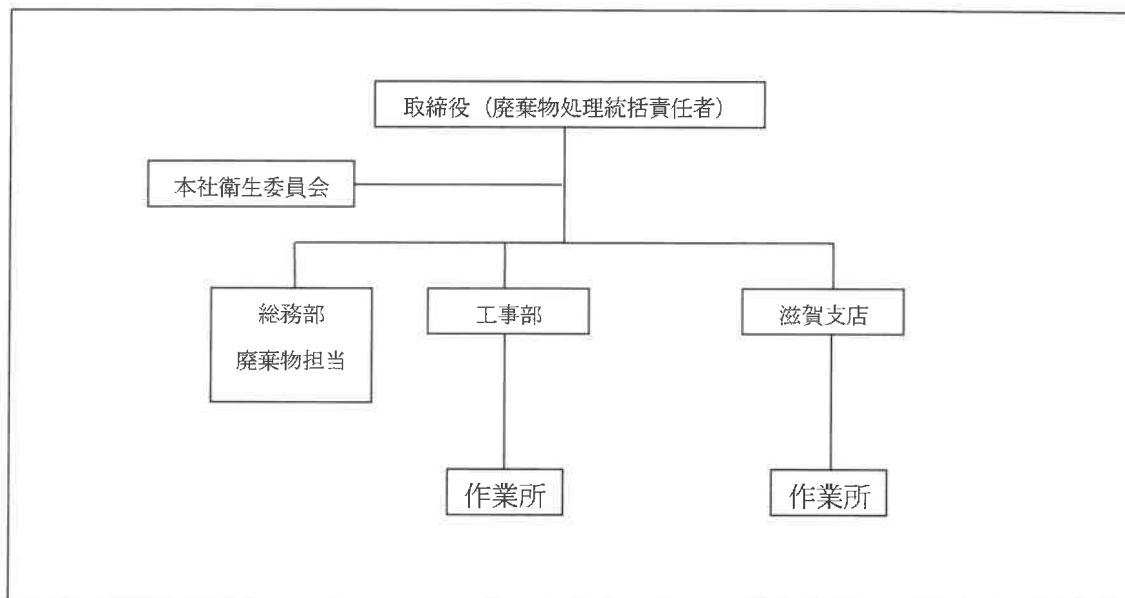 取締役（廃棄物処理統括責任者）
本社衛生委員会
総務部
廃棄物担当
工事部
滋賀支店
作業所
作業所